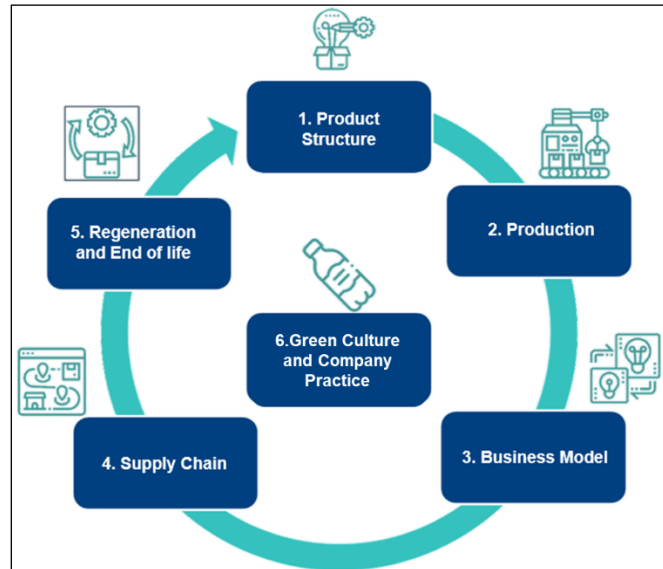 1. Product
Structure
2. Production
3. Business Model
4. Supply Chain
5. Regeneration
and End of life
6.Green Culture
and Company
Practice